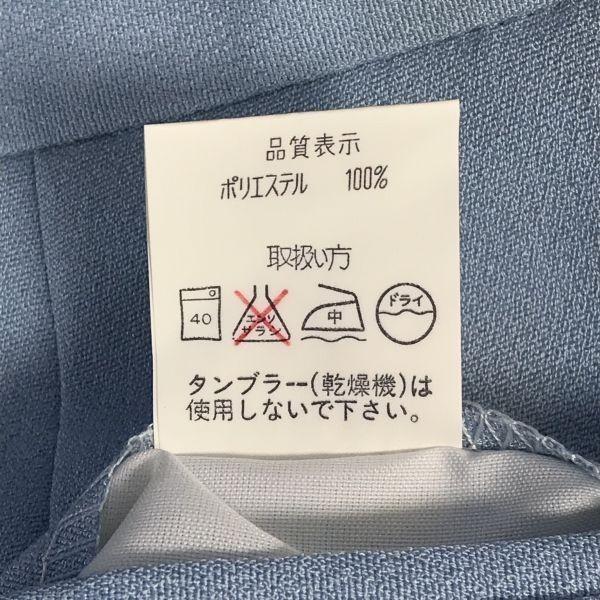 品質表示
ポリエステル 100%
取扱い方
40
エンソ
サラシ
中
ドライ
タンブラー(乾燥機)は
使用しないで下さい。